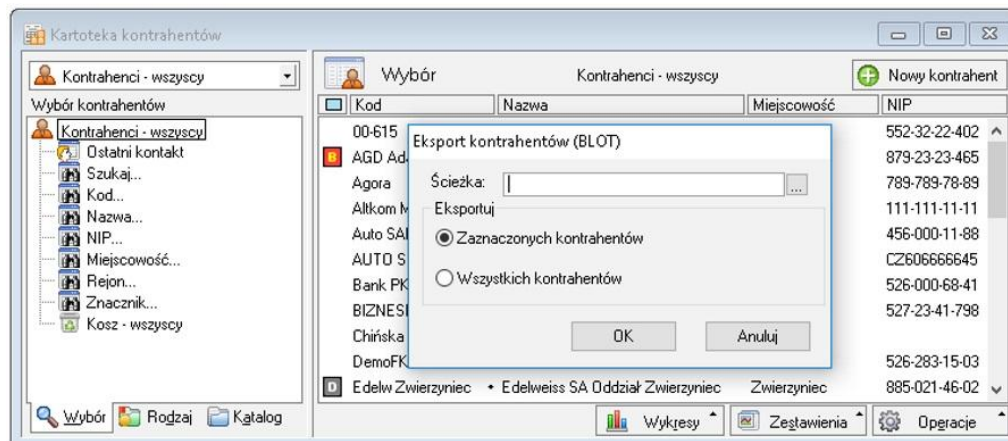 Kartoteka kontrahentów
Kontrahenci - wszyscy
Wybór kontrahentów
Kontrahenci - wszyscy
Ostatni kontakt
Szukaj...
Kod...
Nazwa...
NIP...
Miejscowość...
Rejon...
Znacznik...
Kosz - wszyscy
Wybór Rodzaj Katalog
Wybór Kontrahenci - wszyscy Nowy kontrahent
Kod Nazwa Miejscowość NIP
00-615 552-32-22-402
B AGD 879-23-23-465
Agora 789-789-78-89
Altkom 111-111-11-11
Auto 456-000-11-88
AUTO CZ606666645
Bank 526-000-68-41
527-23-41-798
Chińska
DemoFK 526-283-15-03
D Edelw Zwierzyniec • Edelweiss SA Oddział Zwierzyniec Zwierzyniec 885-021-46-02
Wykresy Zestawienia Operacje
Eksport kontrahentów (BLOT)
Ścieżka: ...
Eksportuj
Zaznaczonych kontrahentów
Wszystkich kontrahentów
OK Anuluj